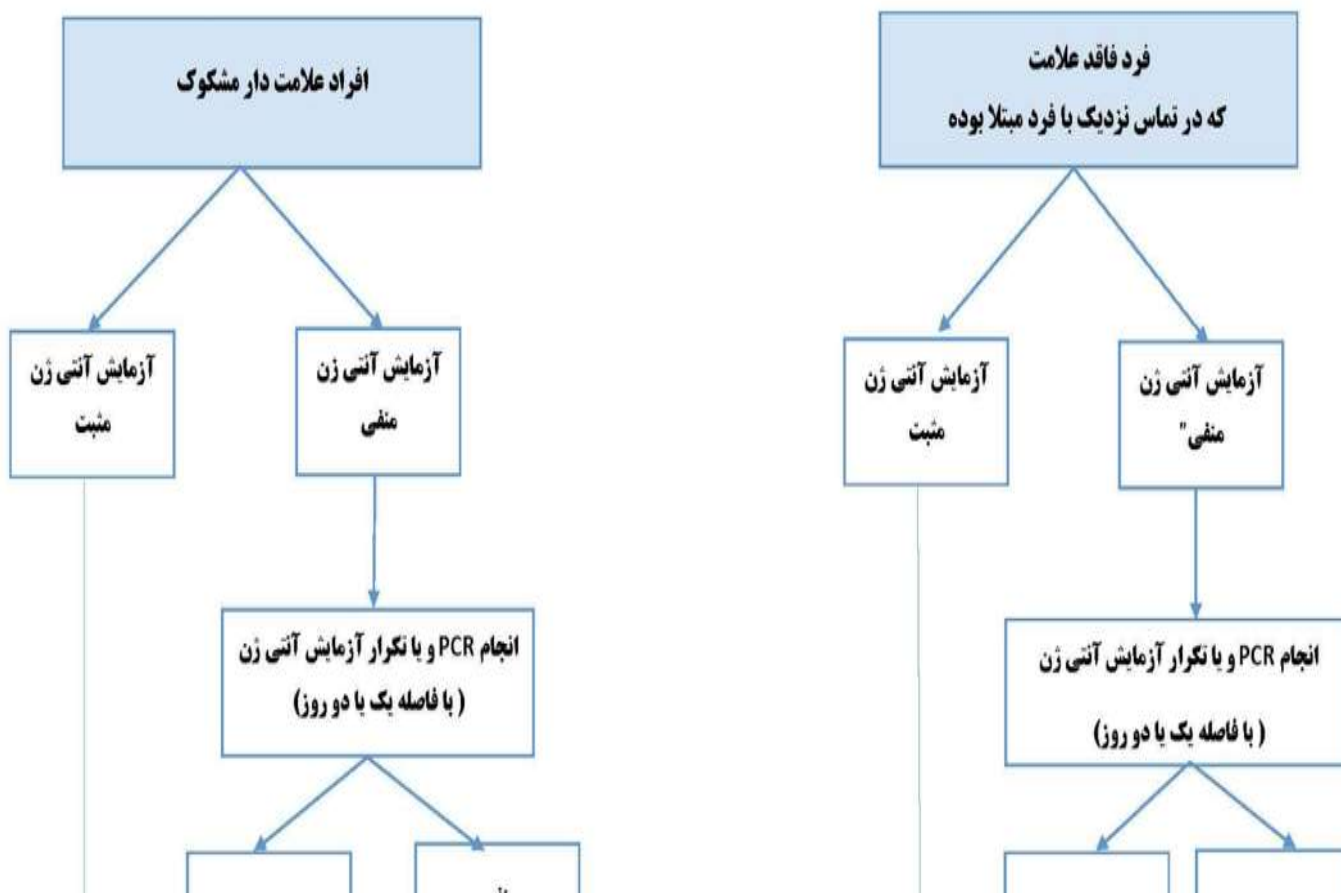 فرد فاقد علامت
که در تماس نزدیک با فرد مبتلا بوده
آزمایش آنتی ژن
منفی"
آزمایش آنتی ژن
مثبت
انجام PCR و یا تکرار آزمایش آنتی ژن
( با فاصله یک یا دو روز)
افراد علامت دار مشکوک
آزمایش آنتی ژن
منفی
آزمایش آنتی ژن
مثبت
انجام PCR و یا تکرار آزمایش آنتی ژن
( با فاصله یک یا دو روز)